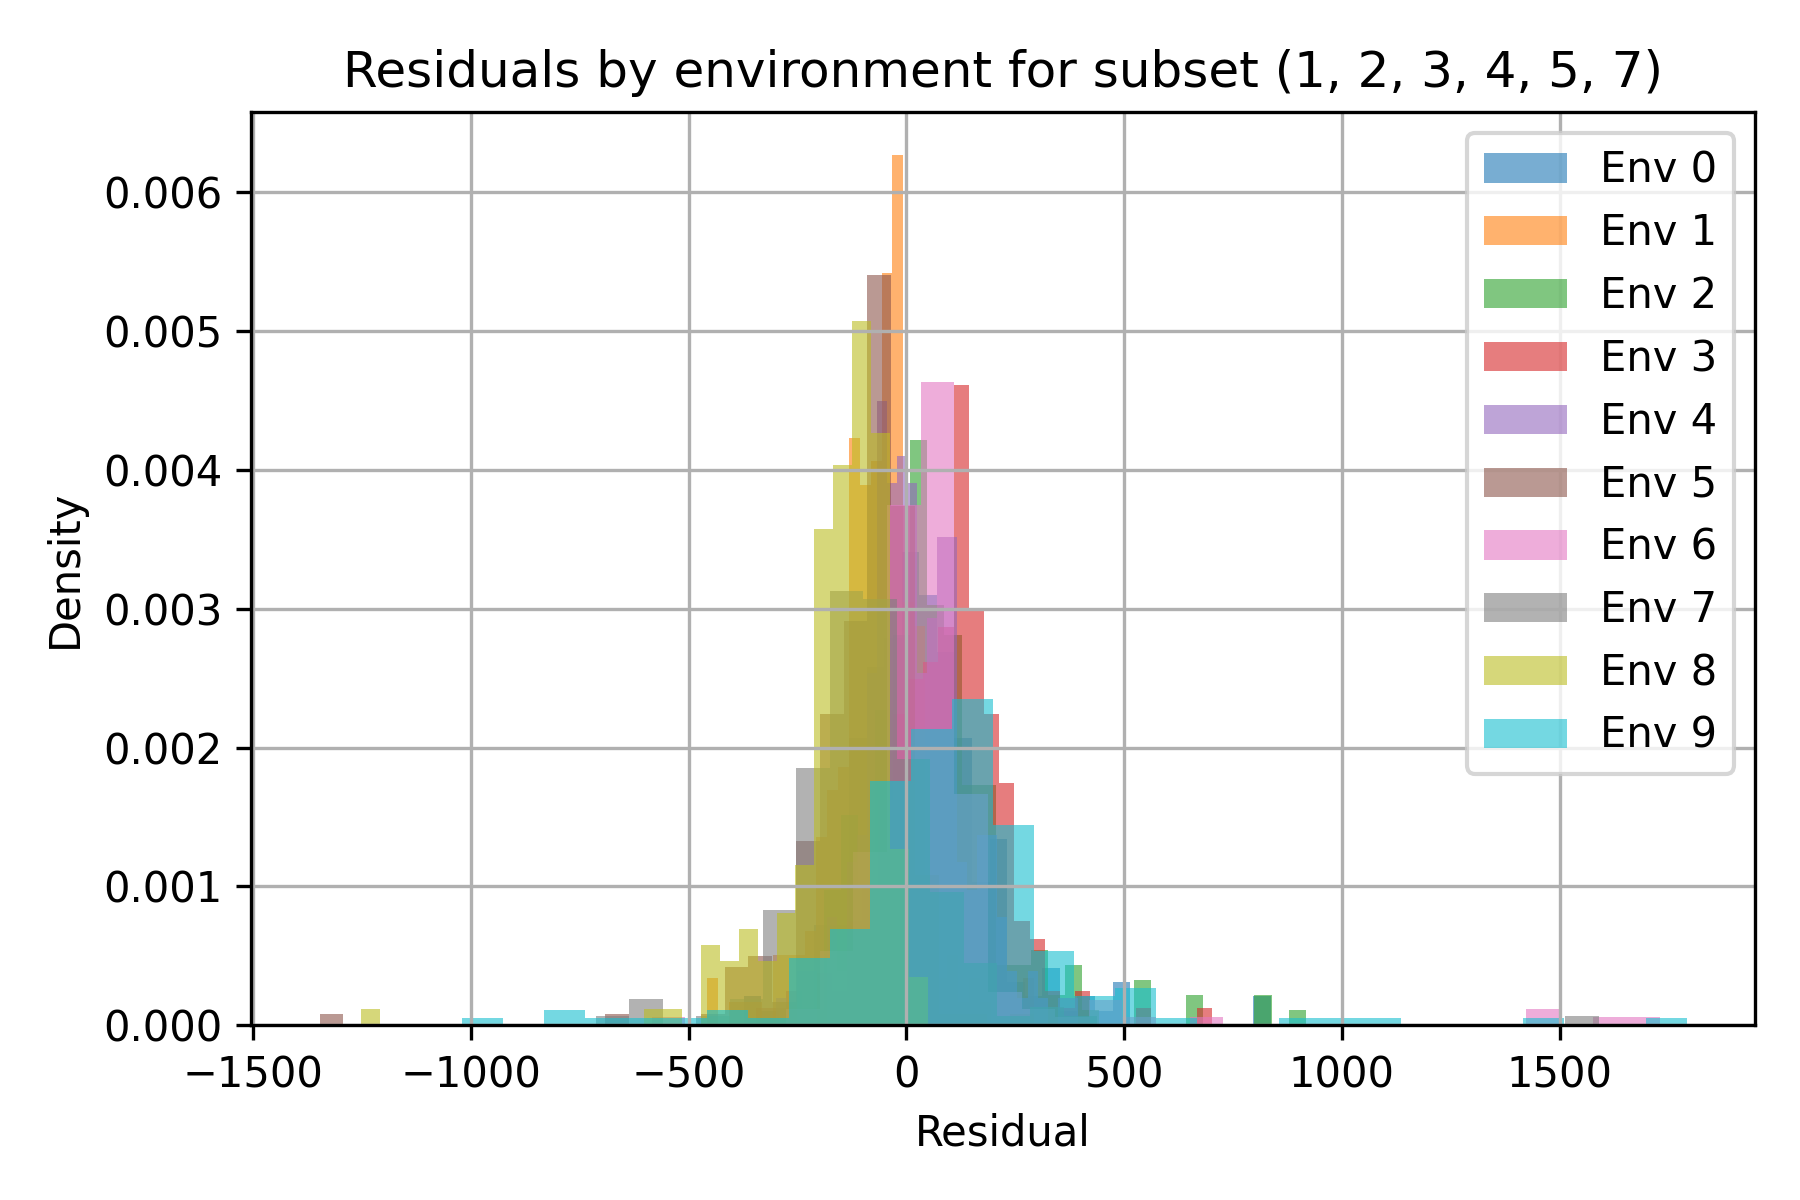 Residuals by environment for subset (1, 2, 3, 4, 5, 7)
Density
0.006
0.005
0.004
0.003
0.002
0.001
0.000
−1500
−1000
−500
0
500
1000
1500
Residual
Env 0
Env 1
Env 2
Env 3
Env 4
Env 5
Env 6
Env 7
Env 8
Env 9